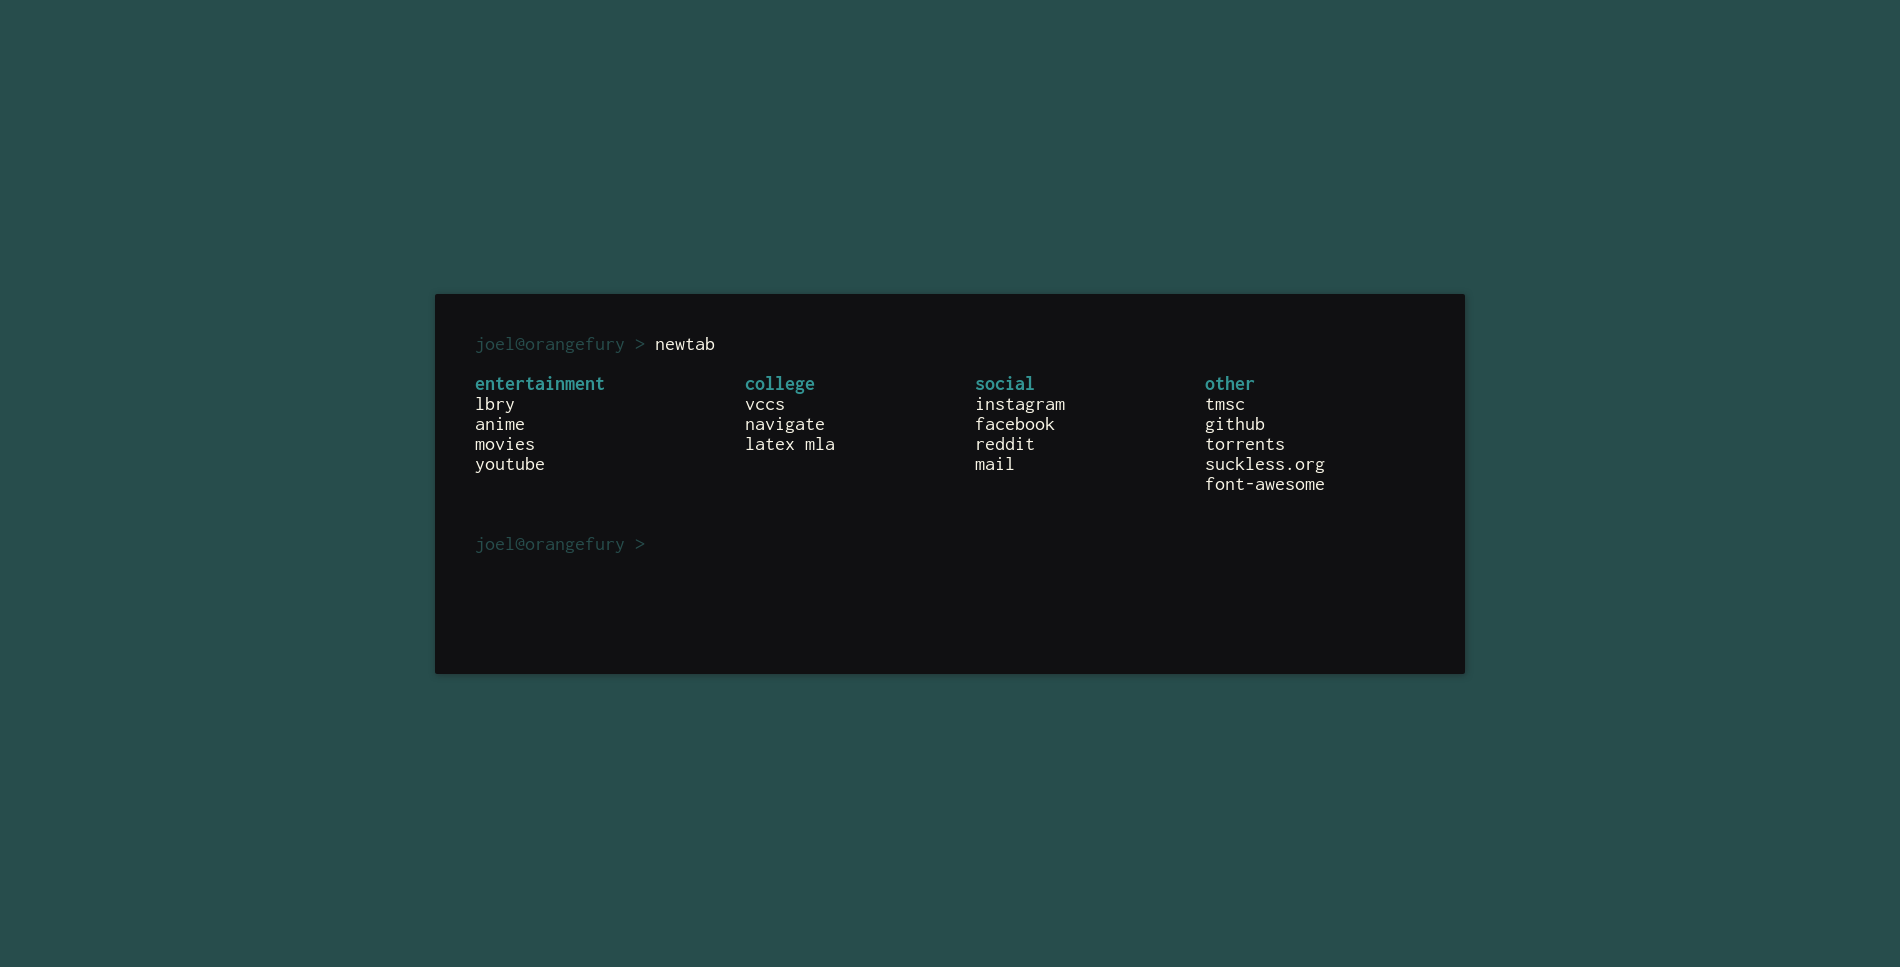 joel@orangefury > newtab
entertainment
lbry
anime
movies
youtube
college
vccs
navigate
latex mla
social
instagram
facebook
reddit
mail
other
tmsc
github
torrents
suckless.org
font-awesome
joel@orangefury >